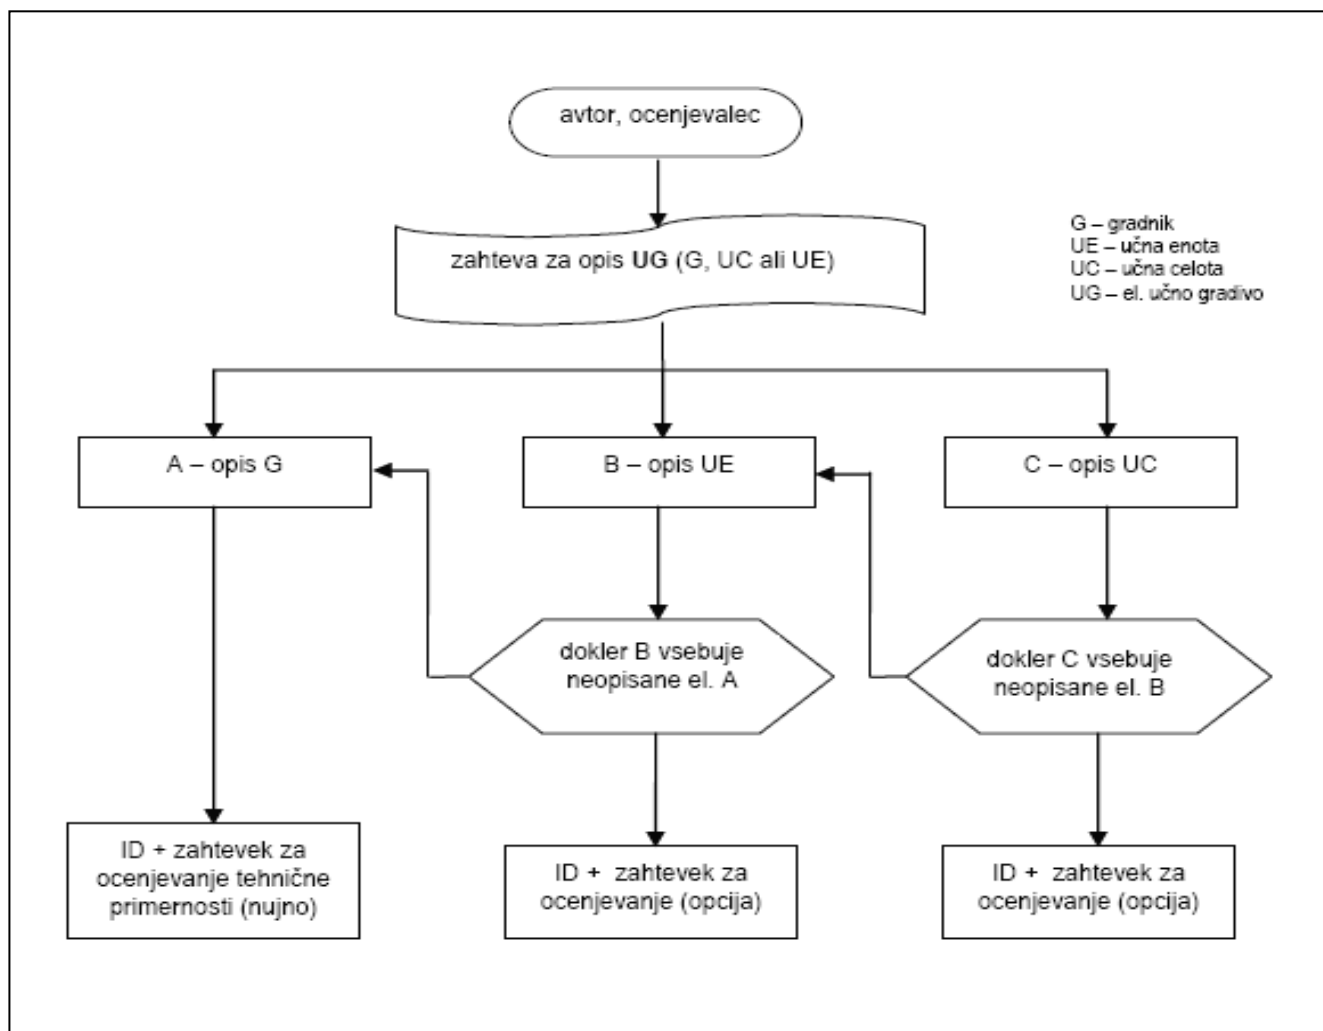 avtor, ocenjevalec
zahteva za opis UG (G, UC ali UE)
G – gradnik
UE – učna enota
UC – učna celota
UG – el. učno gradivo
A – opis G
B – opis UE
C – opis UC
dokler B vsebuje
neopisane el. A
dokler C vsebuje
neopisane el. B
ID + zahtevek za
ocenjevanje tehnične
primernosti (nujno)
ID + zahtevek za
ocenjevanje (opcija)
ID + zahtevek za
ocenjevanje (opcija)